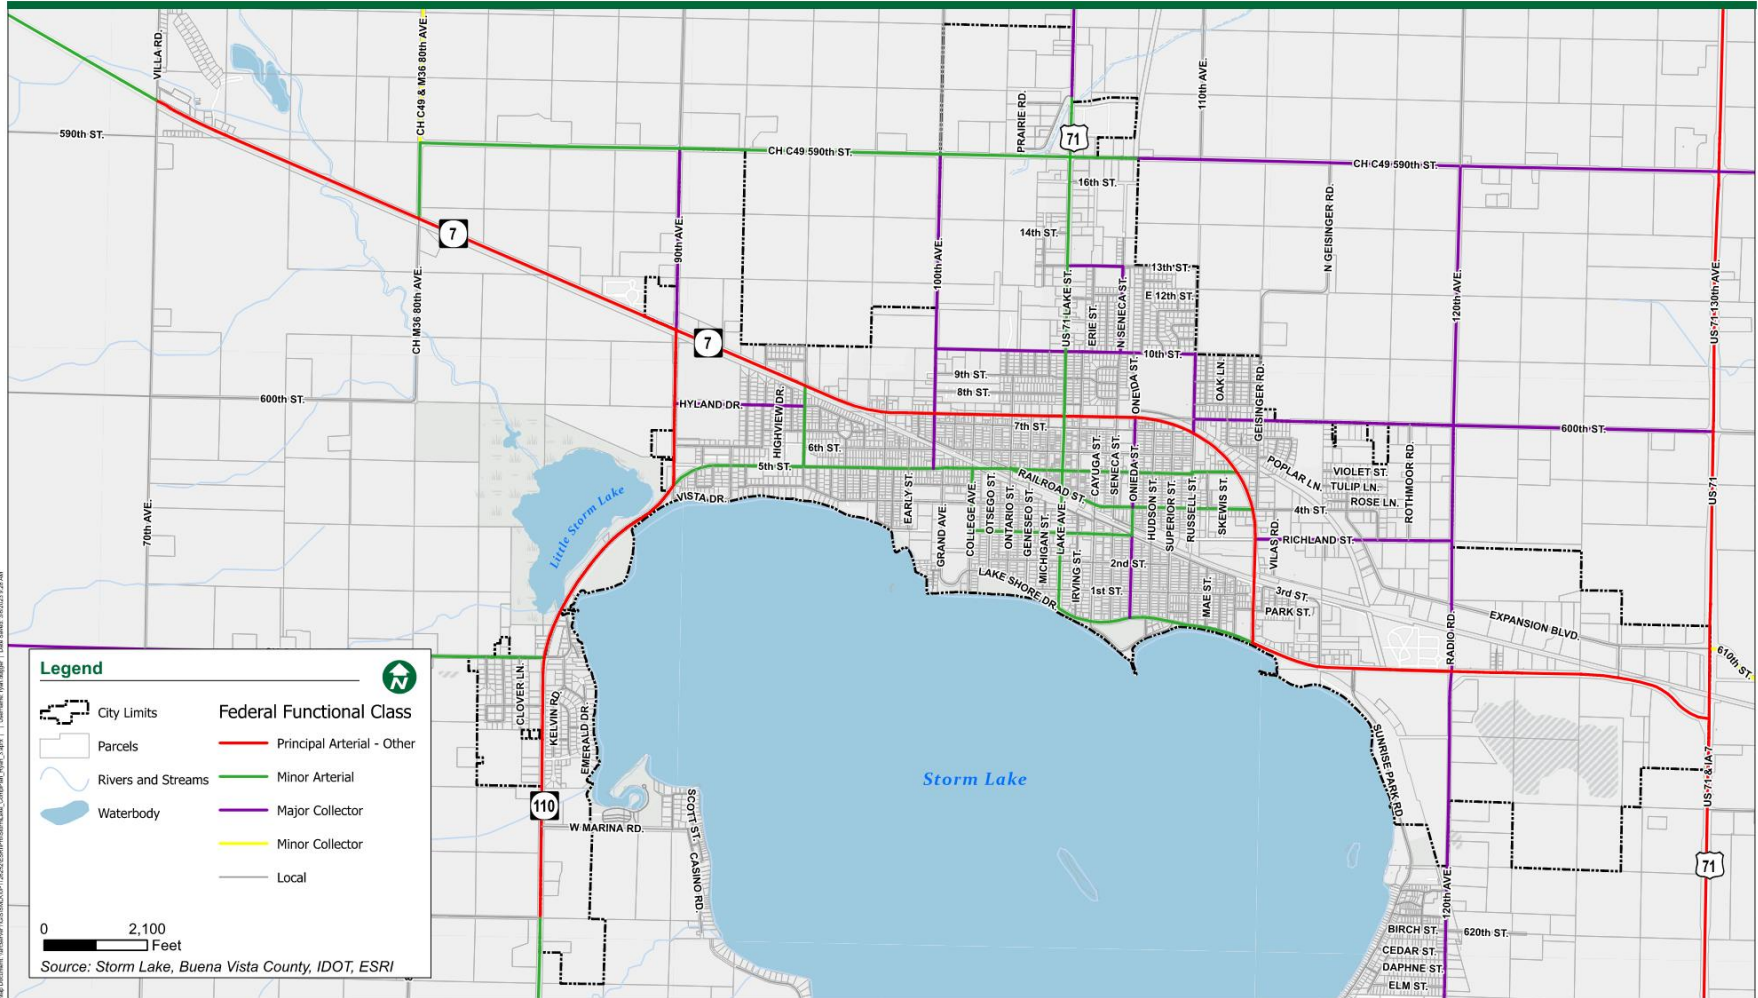 VILLA RD.
CH C49 & M36 80th AVE.
590th ST.
PRAIRIE RD.
110th AVE.
71
CH C49 590th ST.
CH C49 590th ST.
16th ST.
N GEISINGER RD.
14th ST.
7
90th AVE.
100th AVE.
13th ST.
E 12th ST.
CH M36 80th AVE.
US 71 LAKE ST.
ERIE ST.
N SENECA ST.
120th AVE.
US 71 130th AVE.
7
10th ST.
9th ST.
8th ST.
ONEIDA ST.
OAK LN.
GEISINGER RD.
600th ST.
HYLAND DR.
HIGHVIEW DR.
7th ST.
600th ST.
6th ST.
5th ST.
VISTA DR.
EARLY ST.
GRAND AVE.
COLLEGE AVE.
OTSEGO ST.
ONTARIO ST.
GENESEO ST.
MICHIGAN ST.
RAILROAD ST.
LAKE AVE.
IRVING ST.
CAYUGA ST.
SENECA ST.
ONIEDA ST.
HUDSON ST.
SUPERIOR ST.
RUSSELL ST.
SKEWIS ST.
POPLAR LN.
VIOLET ST.
TULIP LN.
ROSE LN.
ROTHMOOR RD
US 71
4th ST.
VILAS RD.
RICHLAND ST.
70th AVE.
Little Storm Lake
LAKE SHORE DR.
2nd ST.
1st ST.
MAE ST.
3rd ST.
PARK ST.
EXPANSION BLVD.
RADIO RD.
610th ST.
CLOVER LN.
KELVIN RD.
EMERALD DR.
Storm Lake
SUNRISE PARK RD.
US 71 & IA 7
110
W MARINA RD.
SCOTT ST.
CASINO RD.
71
120th AVE.
BIRCH ST.
620th ST.
CEDAR ST.
DAPHNE ST.
ELM ST.
Legend
N
City Limits
Parcels
Rivers and Streams
Waterbody
Federal Functional Class
Principal Arterial - Other
Minor Arterial
Major Collector
Minor Collector
Local
0 2,100
Feet
Source: Storm Lake, Buena Vista County, IDOT, ESRI